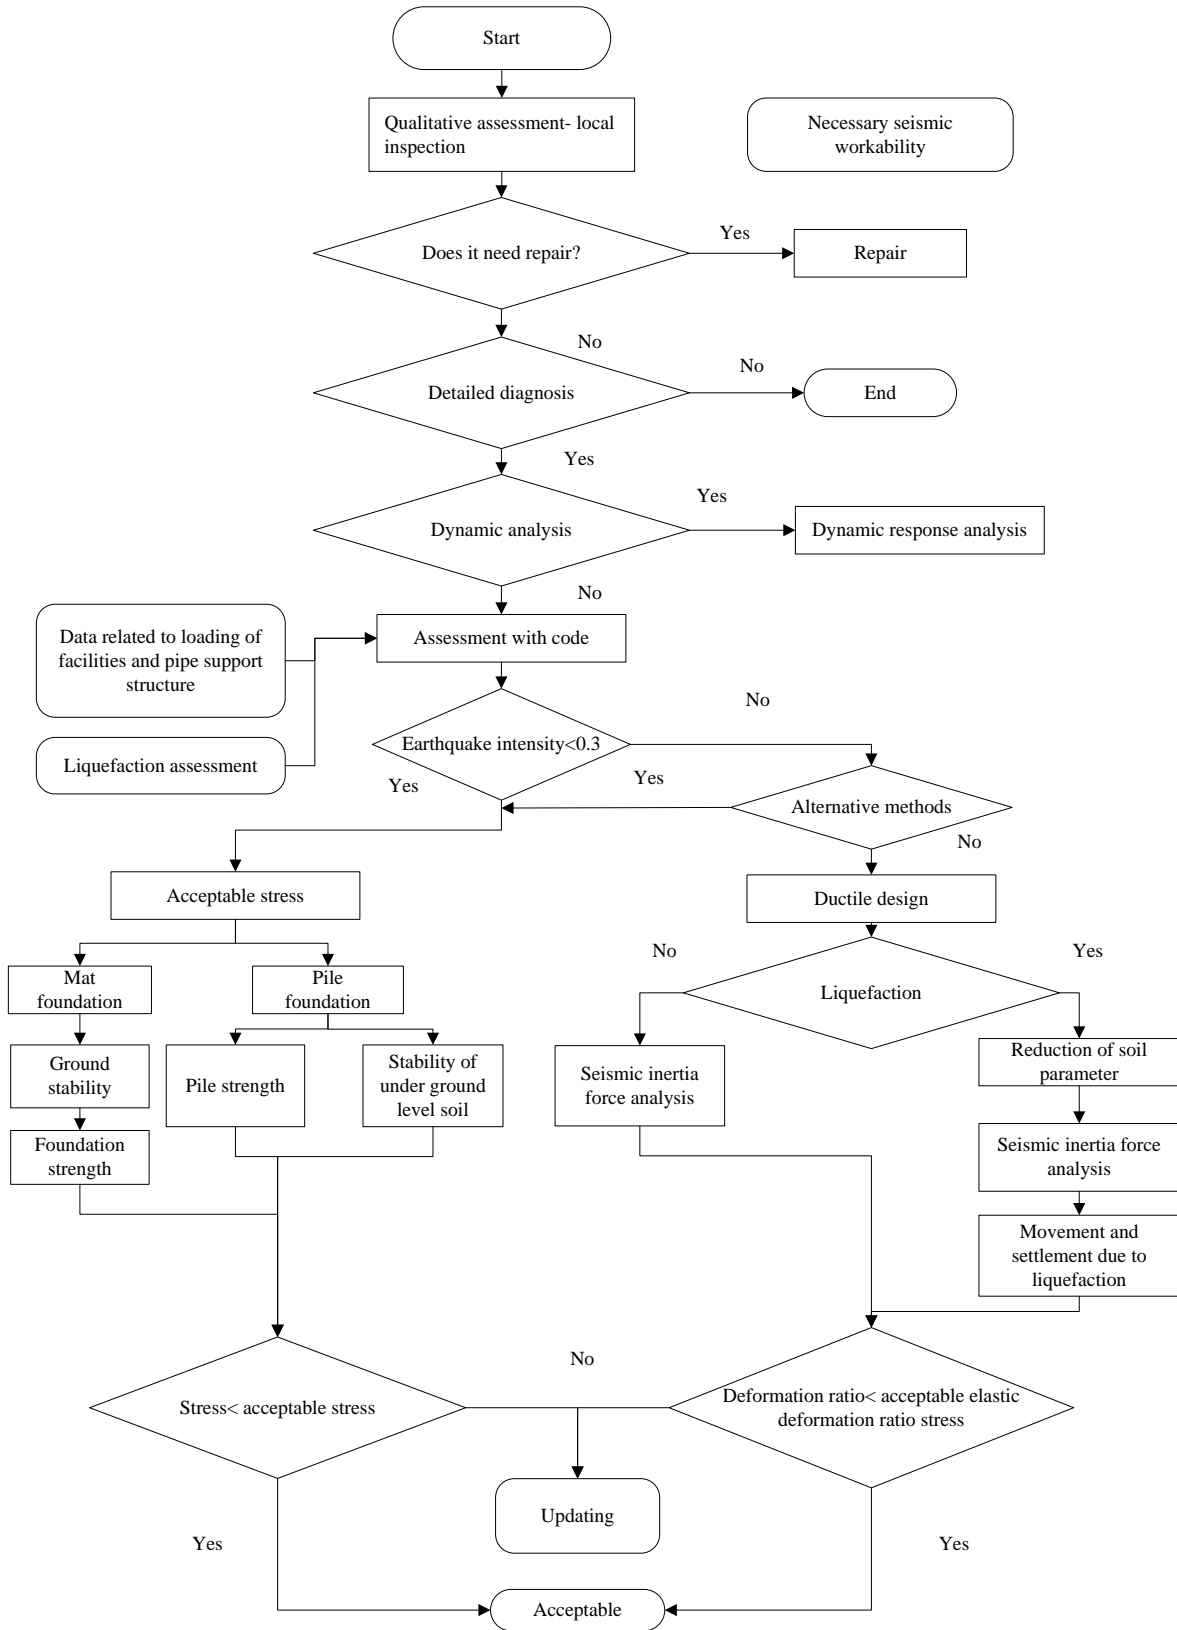 Start
Qualitative assessment- local
inspection
Necessary seismic
workability
Does it need repair?
Yes
Repair
No
Detailed diagnosis
No
End
Yes
Dynamic analysis
Yes
Dynamic response analysis
No
Data related to loading of
facilities and pipe support
structure
Assessment with code
Liquefaction assessment
Earthquake intensity<0.3
No
Yes
Yes
Alternative methods
No
Acceptable stress
Ductile design
Mat
foundation
Pile
foundation
No
Liquefaction
Yes
Ground
stability
Pile strength
Stability of
under ground
level soil
Seismic inertia
force analysis
Reduction of soil
parameter
Foundation
strength
Seismic inertia force
analysis
Movement and
settlement due to
liquefaction
Stress< acceptable stress
No
Deformation ratio< acceptable elastic
deformation ratio stress
Updating
Yes
Yes
Acceptable